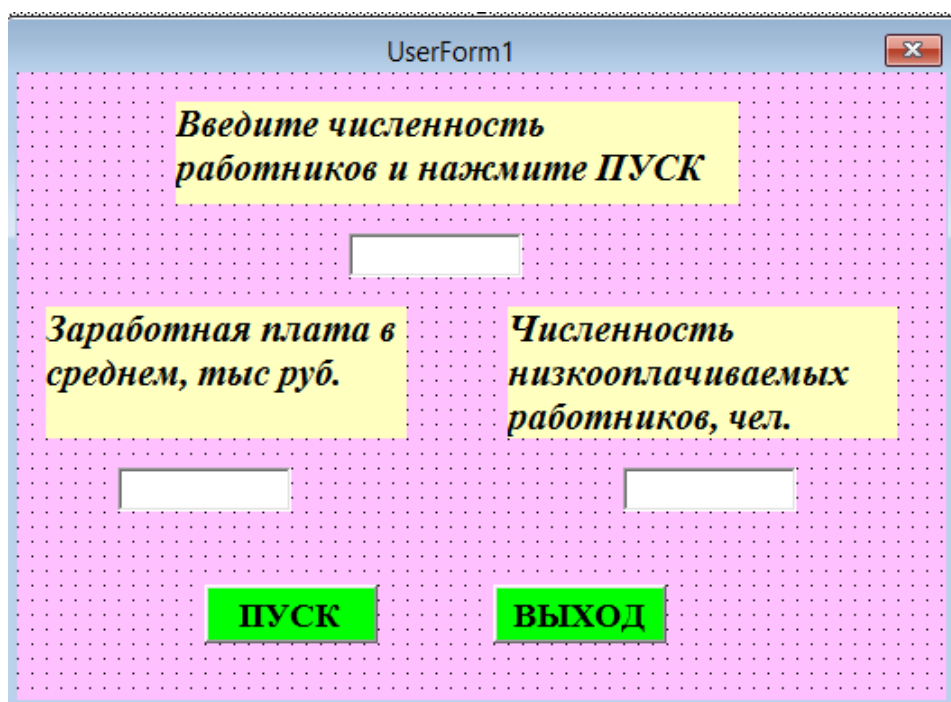 UserForm1
Введите численность
работников и нажмите ПУСК
Заработная плата в
среднем, тыс руб.
Численность
низкооплачиваемых
работников, чел.
ПУСК
ВЫХОД